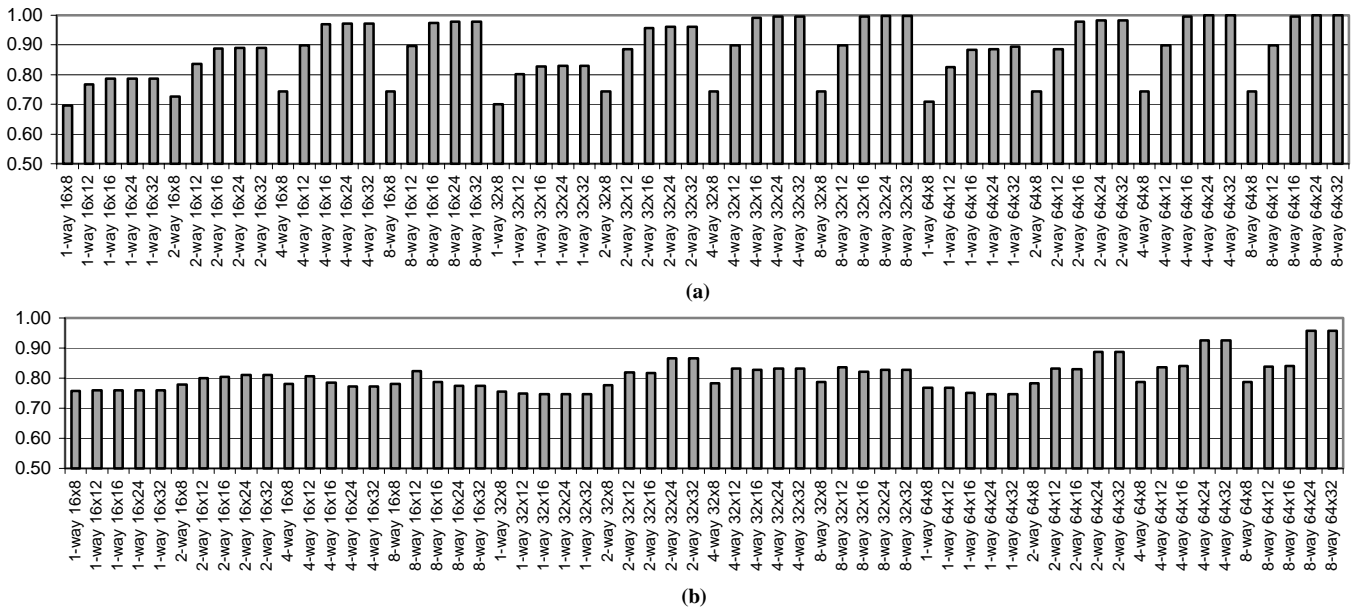 1.00
0.90
0.80
0.70
0.60
0.50
1-way 16x8
1-way 16x12
1-way 16x16
1-way 16x24
1-way 16x32
2-way 16x8
2-way 16x12
2-way 16x16
2-way 16x24
2-way 16x32
4-way 16x8
4-way 16x12
4-way 16x16
4-way 16x24
4-way 16x32
8-way 16x8
8-way 16x12
8-way 16x16
8-way 16x24
8-way 16x32
1-way 32x8
1-way 32x12
1-way 32x16
1-way 32x24
1-way 32x32
2-way 32x8
2-way 32x12
2-way 32x16
2-way 32x24
2-way 32x32
4-way 32x8
4-way 32x12
4-way 32x16
4-way 32x24
4-way 32x32
8-way 32x8
8-way 32x12
8-way 32x16
8-way 32x24
8-way 32x32
1-way 64x8
1-way 64x12
1-way 64x16
1-way 64x24
1-way 64x32
2-way 64x8
2-way 64x12
2-way 64x16
2-way 64x24
2-way 64x32
4-way 64x8
4-way 64x12
4-way 64x16
4-way 64x24
4-way 64x32
8-way 64x8
8-way 64x12
8-way 64x16
8-way 64x24
8-way 64x32
(a)
1.00
0.90
0.80
0.70
0.60
0.50
1-way 16x8
1-way 16x12
1-way 16x16
1-way 16x24
1-way 16x32
2-way 16x8
2-way 16x12
2-way 16x16
2-way 16x24
2-way 16x32
4-way 16x8
4-way 16x12
4-way 16x16
4-way 16x24
4-way 16x32
8-way 16x8
8-way 16x12
8-way 16x16
8-way 16x24
8-way 16x32
1-way 32x8
1-way 32x12
1-way 32x16
1-way 32x24
1-way 32x32
2-way 32x8
2-way 32x12
2-way 32x16
2-way 32x24
2-way 32x32
4-way 32x8
4-way 32x12
4-way 32x16
4-way 32x24
4-way 32x32
8-way 32x8
8-way 32x12
8-way 32x16
8-way 32x24
8-way 32x32
1-way 64x8
1-way 64x12
1-way 64x16
1-way 64x24
1-way 64x32
2-way 64x8
2-way 64x12
2-way 64x16
2-way 64x24
2-way 64x32
4-way 64x8
4-way 64x12
4-way 64x16
4-way 64x24
4-way 64x32
8-way 64x8
8-way 64x12
8-way 64x16
8-way 64x24
8-way 64x32
(b)